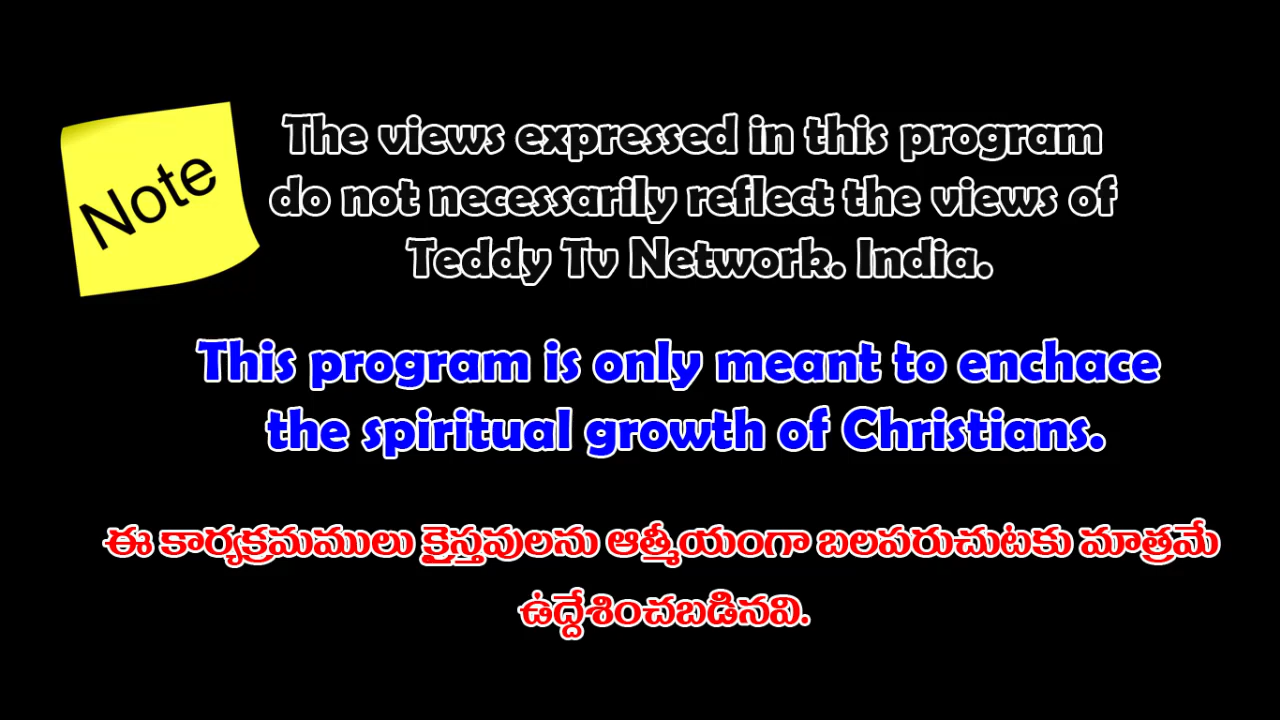 Note
The views expressed in this program
do not necessarily reflect the views of
Teddy Tv Network. India.
This program is only meant to enchace
the spiritual growth of Christians.
ఈ కార్యక్రమములు క్రైస్తవులను ఆత్మీయంగా బలపరుచుటకు మాత్రమే
ఉద్దేశించబడినవి.